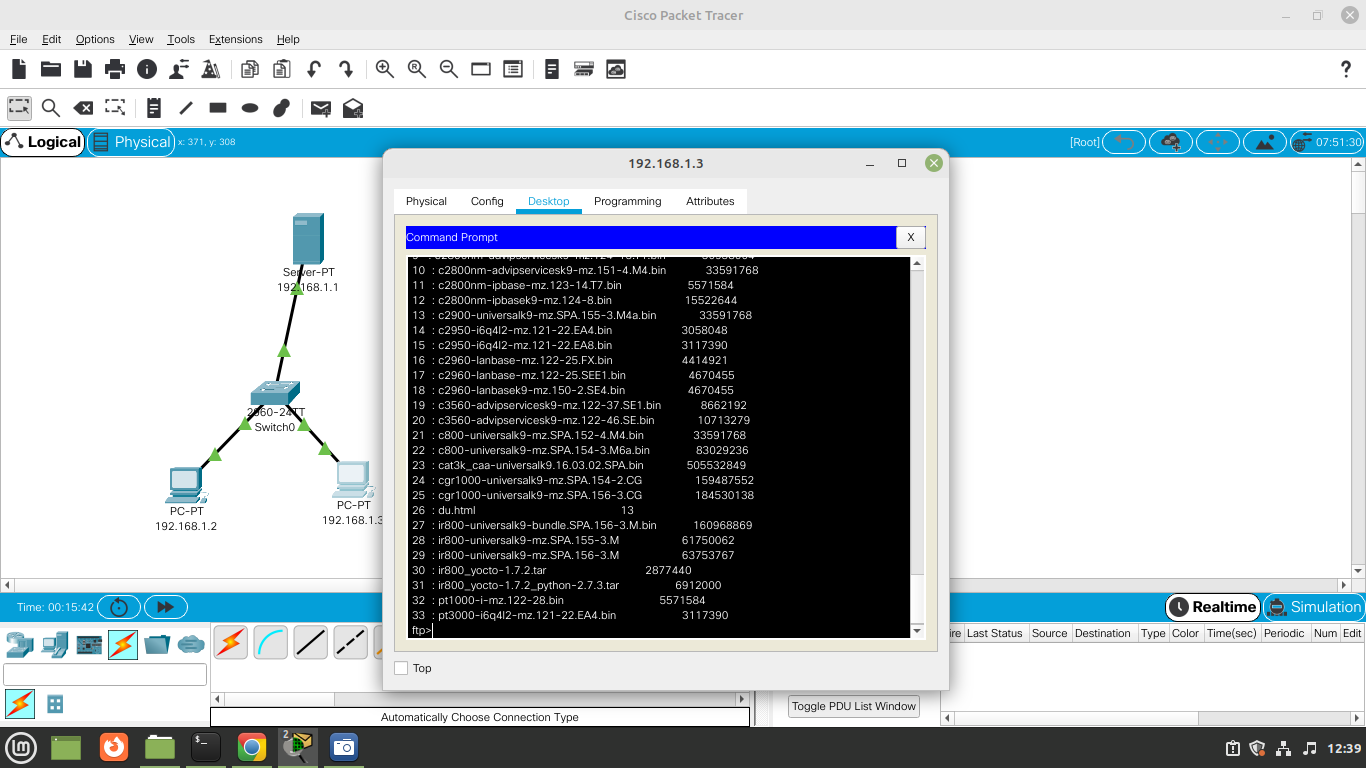 Cisco Packet Tracer
File Edit Options View Tools Extensions Help
Logical
Physical
x: 371, y: 308
[Root]
07:51:30
Server-PT
192.168.1.1
2960-24TT
Switch0
PC-PT
192.168.1.2
PC-PT
192.168.1.3
192.168.1.3
Physical Config Desktop Programming Attributes
Command Prompt
X
10 : c2800nm-advipservicesk9-mz.151-4.M4.bin 33591768
11 : c2800nm-ipbase-mz.123-14.T7.bin 5571584
12 : c2800nm-ipbasek9-mz.124-8.bin 15522644
13 : c2900-universalk9-mz.SPA.155-3.M4a.bin 33591768
14 : c2950-i6q4l2-mz.121-22.EA4.bin 3058048
15 : c2950-i6q4l2-mz.121-22.EA8.bin 3117390
16 : c2960-lanbase-mz.122-25.FX.bin 4414921
17 : c2960-lanbase-mz.122-25.SEE1.bin 4670455
18 : c2960-lanbasek9-mz.150-2.SE4.bin 4670455
19 : c3560-advipservicesk9-mz.122-37.SE1.bin 8662192
20 : c3560-advipservicesk9-mz.122-46.SE.bin 10713279
21 : c800-universalk9-mz.SPA.152-4.M4.bin 33591768
22 : c800-universalk9-mz.SPA.154-3.M6a.bin 83029236
23 : cat3k_caa-universalk9.16.03.02.SPA.bin 505532849
24 : cgr1000-universalk9-mz.SPA.154-2.CG 159487552
25 : cgr1000-universalk9-mz.SPA.156-3.CG 184530138
26 : du.html 13
27 : ir800-universalk9-bundle.SPA.156-3.M.bin 160968869
28 : ir800-universalk9-mz.SPA.155-3.M 61750062
29 : ir800-universalk9-mz.SPA.156-3.M 63753767
30 : ir800_yocto-1.7.2.tar 2877440
31 : ir800_yocto-1.7.2_python-2.7.3.tar 6912000
32 : pt1000-i-mz.122-28.bin 5571584
33 : pt3000-i6q4l2-mz.121-22.EA4.bin 3117390
ftp>
Top
Time: 00:15:42
Realtime
Simulation
ire Last Status Source Destination Type Color Time(sec) Periodic Num Edit
Automatically Choose Connection Type
Toggle PDU List Window
2
12:39